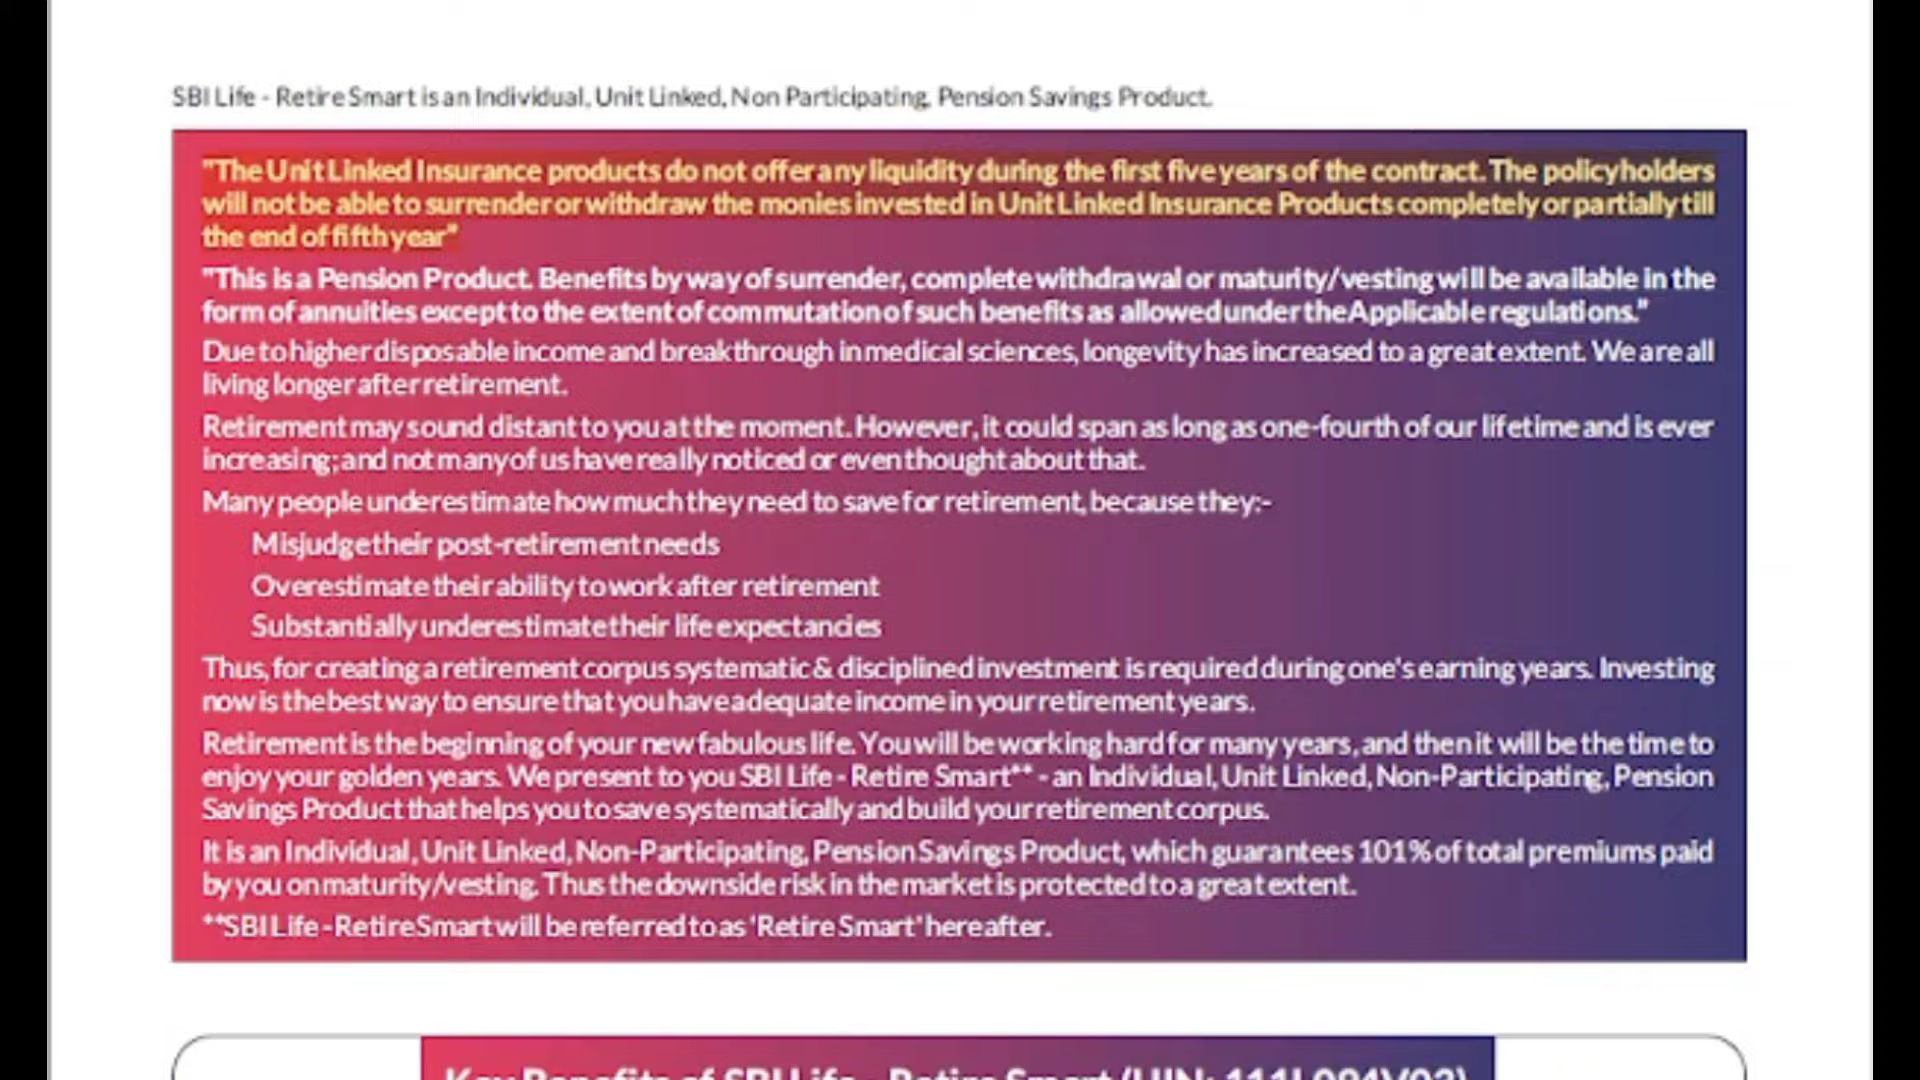 SBI Life - Retire Smart is an Individual, Unit Linked, Non Participating, Pension Savings Product.
"The Unit Linked Insurance products do not offer any liquidity during the first five years of the contract. The policyholders
will not be able to surrender or withdraw the monies invested in Unit Linked Insurance Products completely or partially till
the end of fifth year"
"This is a Pension Product. Benefits by way of surrender, complete withdrawal or maturity/vesting will be available in the
form of annuities except to the extent of commutation of such benefits as allowed under the Applicable regulations."
Due to higher disposable income and breakthrough in medical sciences, longevity has increased to a great extent. We are all
living longer after retirement.
Retirement may sound distant to you at the moment. However, it could span as long as one-fourth of our lifetime and is ever
increasing; and not many of us have really noticed or even thought about that.
Many people underestimate how much they need to save for retirement, because they:-
Misjudge their post-retirement needs
Overestimate their ability to work after retirement
Substantially underestimate their life expectancies
Thus, for creating a retirement corpus systematic & disciplined investment is required during one's earning years. Investing
now is the best way to ensure that you have adequate income in your retirement years.
Retirement is the beginning of your new fabulous life. You will be working hard for many years, and then it will be the time to
enjoy your golden years. We present to you SBI Life - Retire Smart** - an Individual, Unit Linked, Non-Participating, Pension
Savings Product that helps you to save systematically and build your retirement corpus.
It is an Individual, Unit Linked, Non-Participating, Pension Savings Product, which guarantees 101% of total premiums paid
by you on maturity/vesting. Thus the downside risk in the market is protected to a great extent.
**SBI Life - Retire Smart will be referred to as 'Retire Smart' hereafter.
Key Benefits of SBI Life - Retire Smart (UIN: 111L094V03)